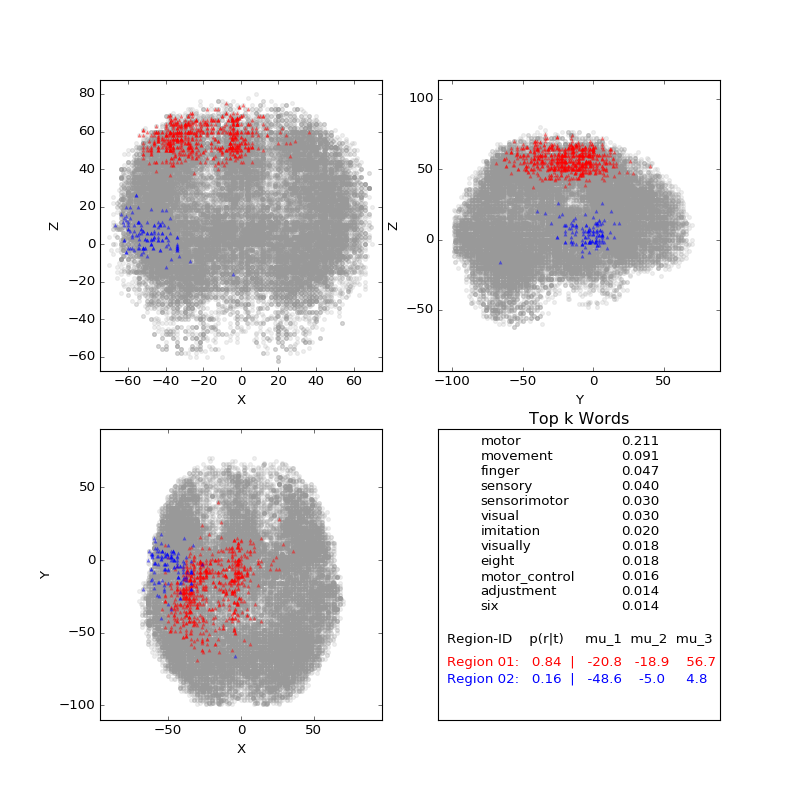 80
60
40
20
0
−20
−40
−60
Z
−60 −40 −20 0 20 40 60
X
100
50
0
−50
Z
−100 −50 0 50
Y
50
0
−50
−100
Y
−50 0 50
X
Top k Words
motor 0.211
movement 0.091
finger 0.047
sensory 0.040
sensorimotor 0.030
visual 0.030
imitation 0.020
visually 0.018
eight 0.018
motor_control 0.016
adjustment 0.014
six 0.014
Region-ID p(r|t) mu_1 mu_2 mu_3
Region 01: 0.84 | -20.8 -18.9 56.7
Region 02: 0.16 | -48.6 -5.0 4.8